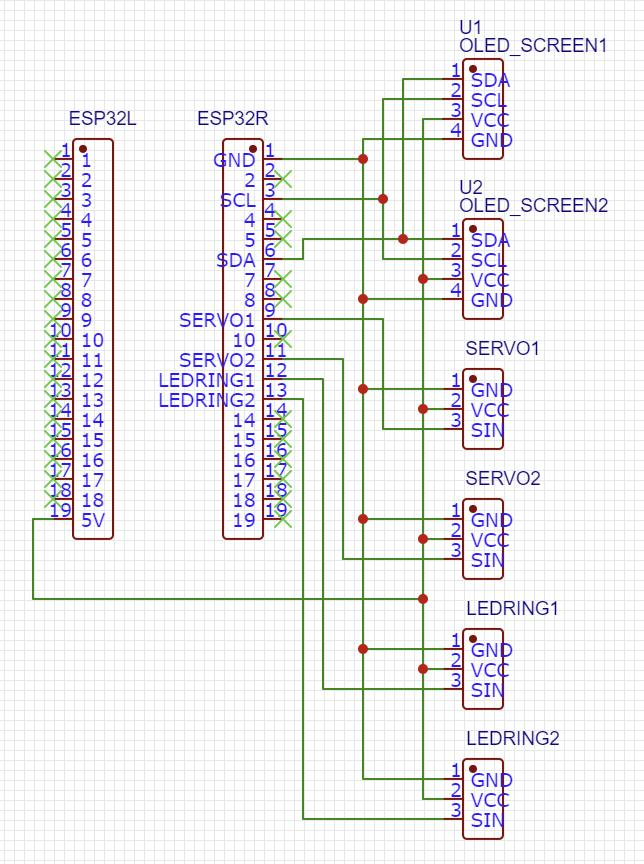 U1
OLED_SCREEN1
1 SDA
2 SCL
3 VCC
4 GND
ESP32L
1 1
2 2
3 3
4 4
5 5
6 6
7 7
8 8
9 9
10 10
11 11
12 12
13 13
14 14
15 15
16 16
17 17
18 18
19 5V
ESP32R
GND 1
2 2
SCL 3
4 4
5 5
SDA 6
7 7
8 8
SERVO1 9
10 10
SERVO2 11
LEDRING1 12
LEDRING2 13
14 14
15 15
16 16
17 17
18 18
19 19
U2
OLED_SCREEN2
1 SDA
2 SCL
3 VCC
4 GND
SERVO1
1 GND
2 VCC
3 SIN
SERVO2
1 GND
2 VCC
3 SIN
LEDRING1
1 GND
2 VCC
3 SIN
LEDRING2
1 GND
2 VCC
3 SIN